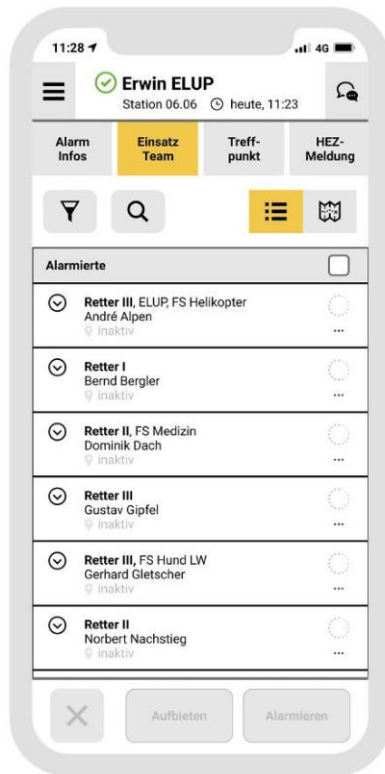 11:28
4G
Erwin ELUP
Station 06.06 heute, 11:23
Alarm
Infos
Einsatz
Team
Treff-
punkt
HEZ-
Meldung
Alarmierte
Retter III, ELUP, FS Helikopter
André Alpen
inaktiv
...
Retter I
Bernd Bergler
inaktiv
...
Retter II, FS Medizin
Dominik Dach
inaktiv
...
Retter III
Gustav Gipfel
inaktiv
...
Retter III, FS Hund LW
Gerhard Gletscher
inaktiv
...
Retter II
Norbert Nachstieg
inaktiv
...
Aufbieten
Alarmieren